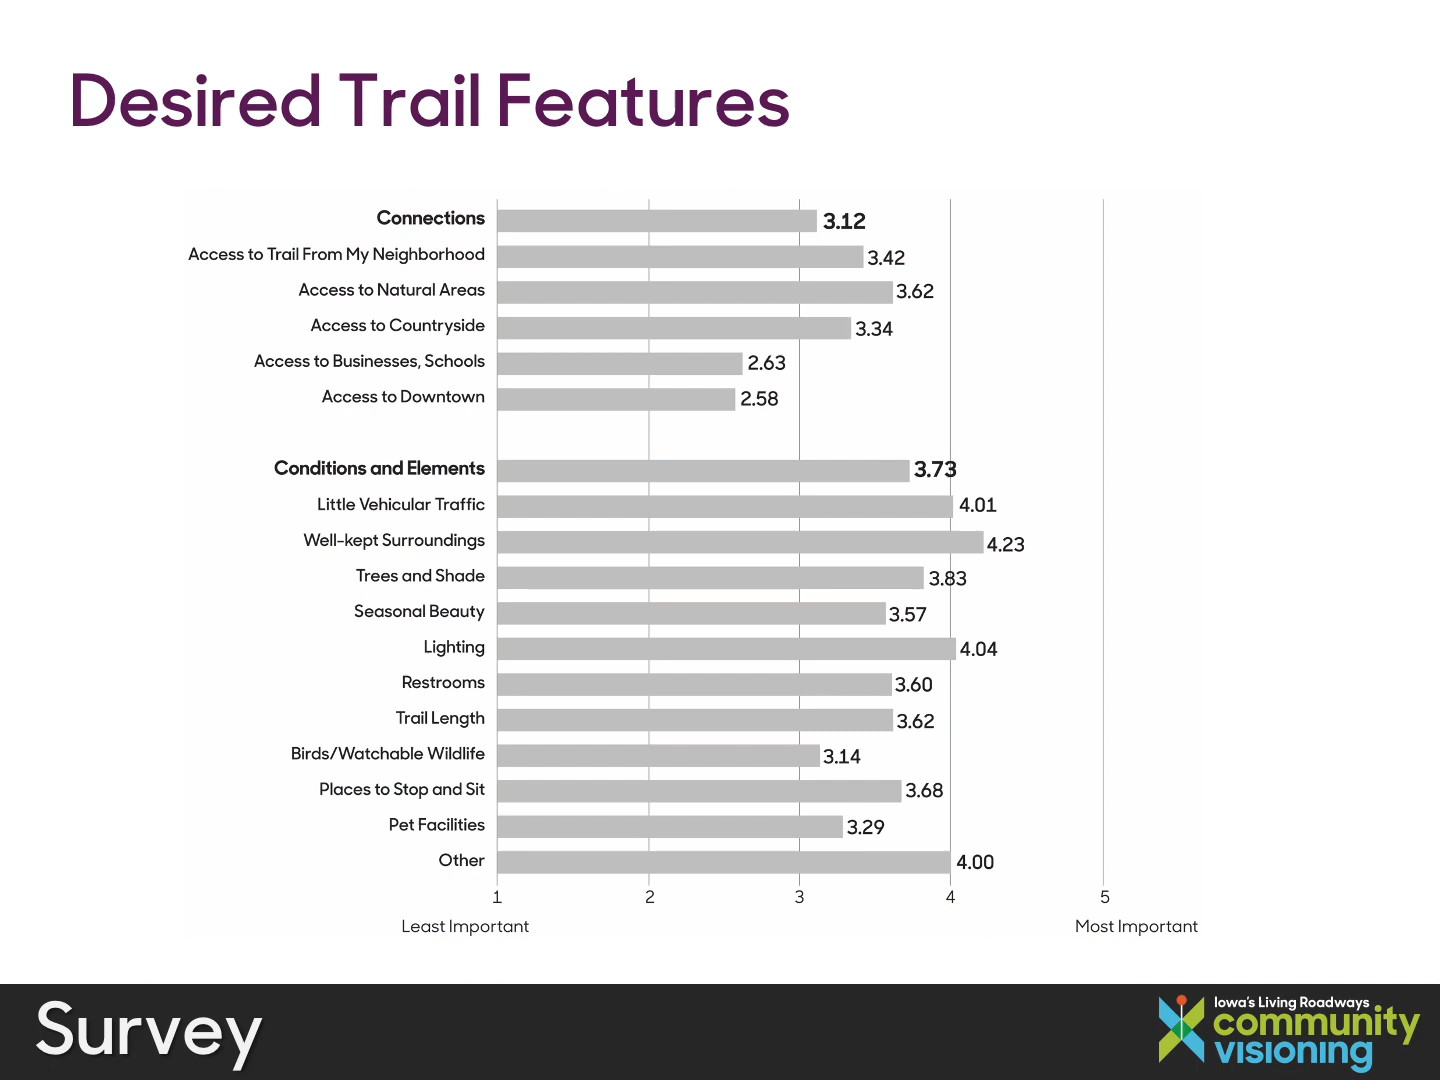 Desired Trail Features
Connections 3.12
Access to Trail From My Neighborhood 3.42
Access to Natural Areas 3.62
Access to Countryside 3.34
Access to Businesses, Schools 2.63
Access to Downtown 2.58
Conditions and Elements 3.73
Little Vehicular Traffic 4.01
Well-kept Surroundings 4.23
Trees and Shade 3.83
Seasonal Beauty 3.57
Lighting 4.04
Restrooms 3.60
Trail Length 3.62
Birds/Watchable Wildlife 3.14
Places to Stop and Sit 3.68
Pet Facilities 3.29
Other 4.00
1 2 3 4 5
Least Important Most Important
Survey
Iowa's Living Roadways
community
visioning